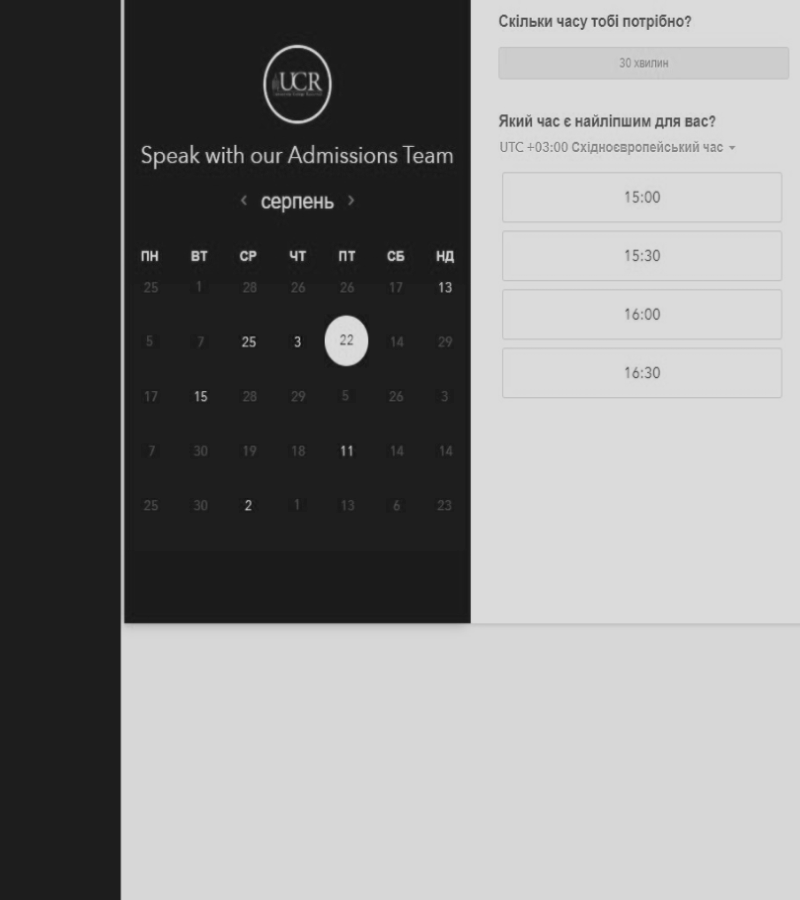 UCR
Speak with our Admissions Team
‹ серпень ›
ПН ВТ СР ЧТ ПТ СБ НД
25 1 28 26 26 17 13
5 7 25 3 22 14 29
17 15 28 29 5 26 3
7 30 19 18 11 14 14
25 30 2 1 13 6 23
Скільки часу тобі потрібно?
30 хвилин
Який час є найліпшим для вас?
UTC +03:00 Східноєвропейський час
15:00
15:30
16:00
16:30